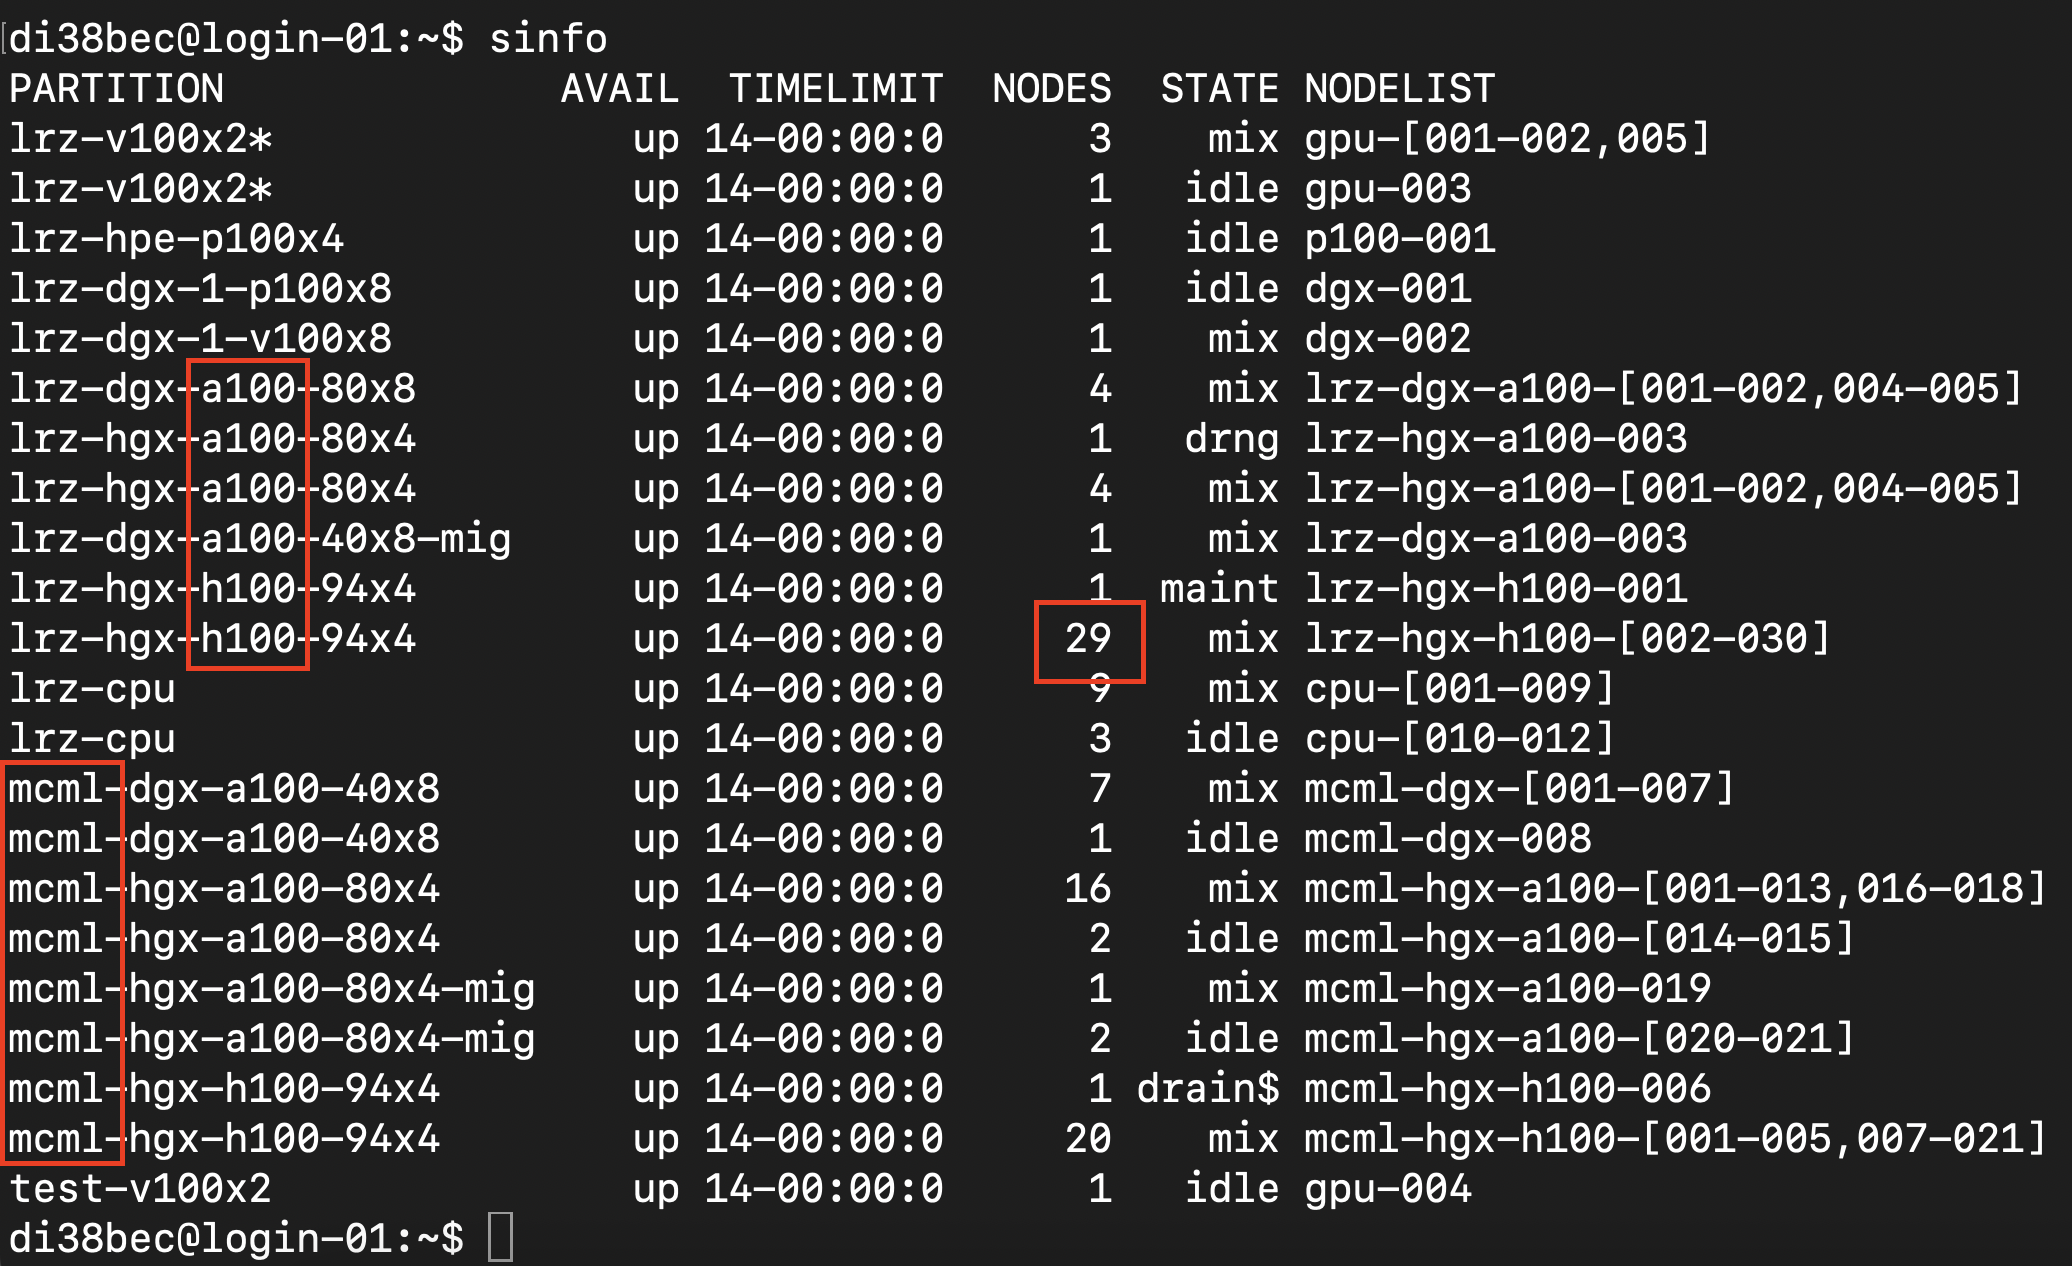 di38bec@login-01:~$ sinfo
PARTITION AVAIL TIMELIMIT NODES STATE NODELIST
lrz-v100x2* up 14-00:00:0 3 mix gpu-[001-002,005]
lrz-v100x2* up 14-00:00:0 1 idle gpu-003
lrz-hpe-p100x4 up 14-00:00:0 1 idle p100-001
lrz-dgx-1-p100x8 up 14-00:00:0 1 idle dgx-001
lrz-dgx-1-v100x8 up 14-00:00:0 1 mix dgx-002
lrz-dgx-a100-80x8 up 14-00:00:0 4 mix lrz-dgx-a100-[001-002,004-005]
lrz-hgx-a100-80x4 up 14-00:00:0 1 drng lrz-hgx-a100-003
lrz-hgx-a100-80x4 up 14-00:00:0 4 mix lrz-hgx-a100-[001-002,004-005]
lrz-dgx-a100-40x8-mig up 14-00:00:0 1 mix lrz-dgx-a100-003
lrz-hgx-h100-94x4 up 14-00:00:0 1 maint lrz-hgx-h100-001
lrz-hgx-h100-94x4 up 14-00:00:0 29 mix lrz-hgx-h100-[002-030]
lrz-cpu up 14-00:00:0 9 mix cpu-[001-009]
lrz-cpu up 14-00:00:0 3 idle cpu-[010-012]
mcml-dgx-a100-40x8 up 14-00:00:0 7 mix mcml-dgx-[001-007]
mcml-dgx-a100-40x8 up 14-00:00:0 1 idle mcml-dgx-008
mcml-hgx-a100-80x4 up 14-00:00:0 16 mix mcml-hgx-a100-[001-013,016-018]
mcml-hgx-a100-80x4 up 14-00:00:0 2 idle mcml-hgx-a100-[014-015]
mcml-hgx-a100-80x4-mig up 14-00:00:0 1 mix mcml-hgx-a100-019
mcml-hgx-a100-80x4-mig up 14-00:00:0 2 idle mcml-hgx-a100-[020-021]
mcml-hgx-h100-94x4 up 14-00:00:0 1 drain$ mcml-hgx-h100-006
mcml-hgx-h100-94x4 up 14-00:00:0 20 mix mcml-hgx-h100-[001-005,007-021]
test-v100x2 up 14-00:00:0 1 idle gpu-004
di38bec@login-01:~$